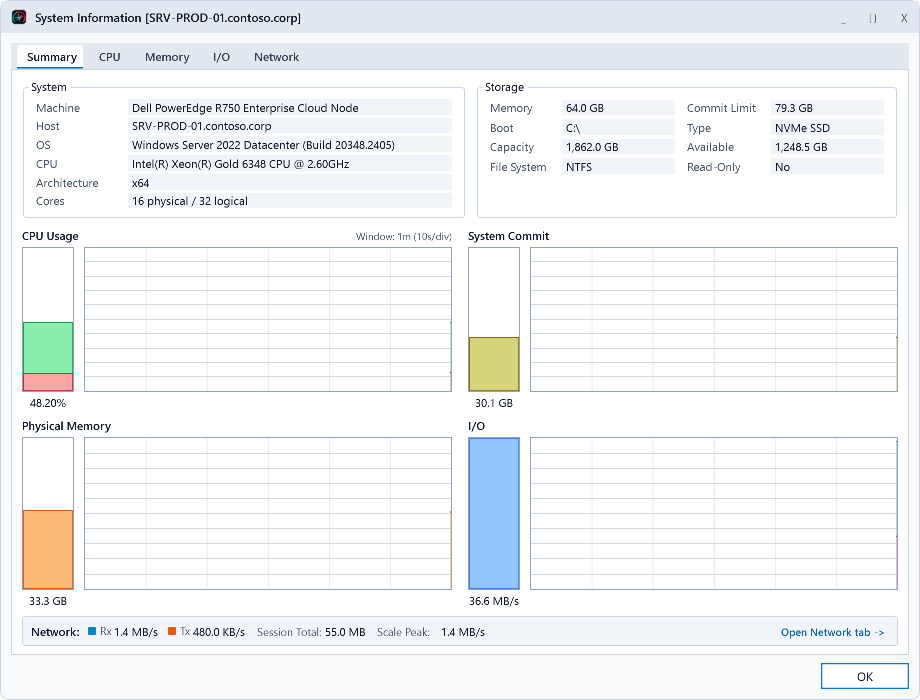 System Information [SRV-PROD-01.contoso.corp]
Summary CPU Memory I/O Network
System
Machine Dell PowerEdge R750 Enterprise Cloud Node
Host SRV-PROD-01.contoso.corp
OS Windows Server 2022 Datacenter (Build 20348.2405)
CPU Intel(R) Xeon(R) Gold 6348 CPU @ 2.60GHz
Architecture x64
Cores 16 physical / 32 logical
Storage
Memory 64.0 GB Commit Limit 79.3 GB
Boot C:\ Type NVMe SSD
Capacity 1,862.0 GB Available 1,248.5 GB
File System NTFS Read-Only No
CPU Usage Window: 1m (10s/div)
48.20%
System Commit
30.1 GB
Physical Memory
33.3 GB
I/O
36.6 MB/s
Network: Rx 1.4 MB/s Tx 480.0 KB/s Session Total: 55.0 MB Scale Peak: 1.4 MB/s Open Network tab ->
OK